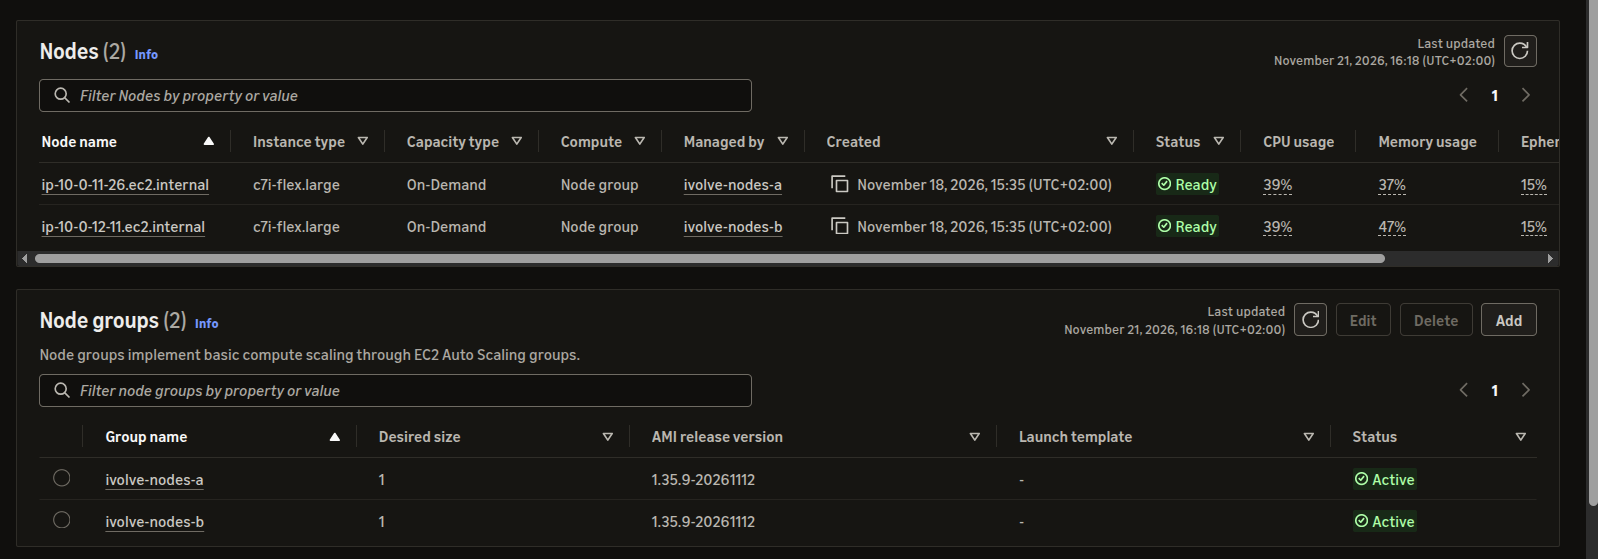 Nodes (2) Info
Last updated
November 21, 2026, 16:18 (UTC+02:00)
Filter Nodes by property or value
1
Node name Instance type Capacity type Compute Managed by Created Status CPU usage Memory usage Epher
ip-10-0-11-26.ec2.internal c7i-flex.large On-Demand Node group ivolve-nodes-a November 18, 2026, 15:35 (UTC+02:00) Ready 39% 37% 15%
ip-10-0-12-11.ec2.internal c7i-flex.large On-Demand Node group ivolve-nodes-b November 18, 2026, 15:35 (UTC+02:00) Ready 39% 47% 15%
Node groups (2) Info
Last updated
November 21, 2026, 16:18 (UTC+02:00)
Edit Delete Add
Node groups implement basic compute scaling through EC2 Auto Scaling groups.
Filter node groups by property or value
1
Group name Desired size AMI release version Launch template Status
ivolve-nodes-a 1 1.35.9-20261112 - Active
ivolve-nodes-b 1 1.35.9-20261112 - Active